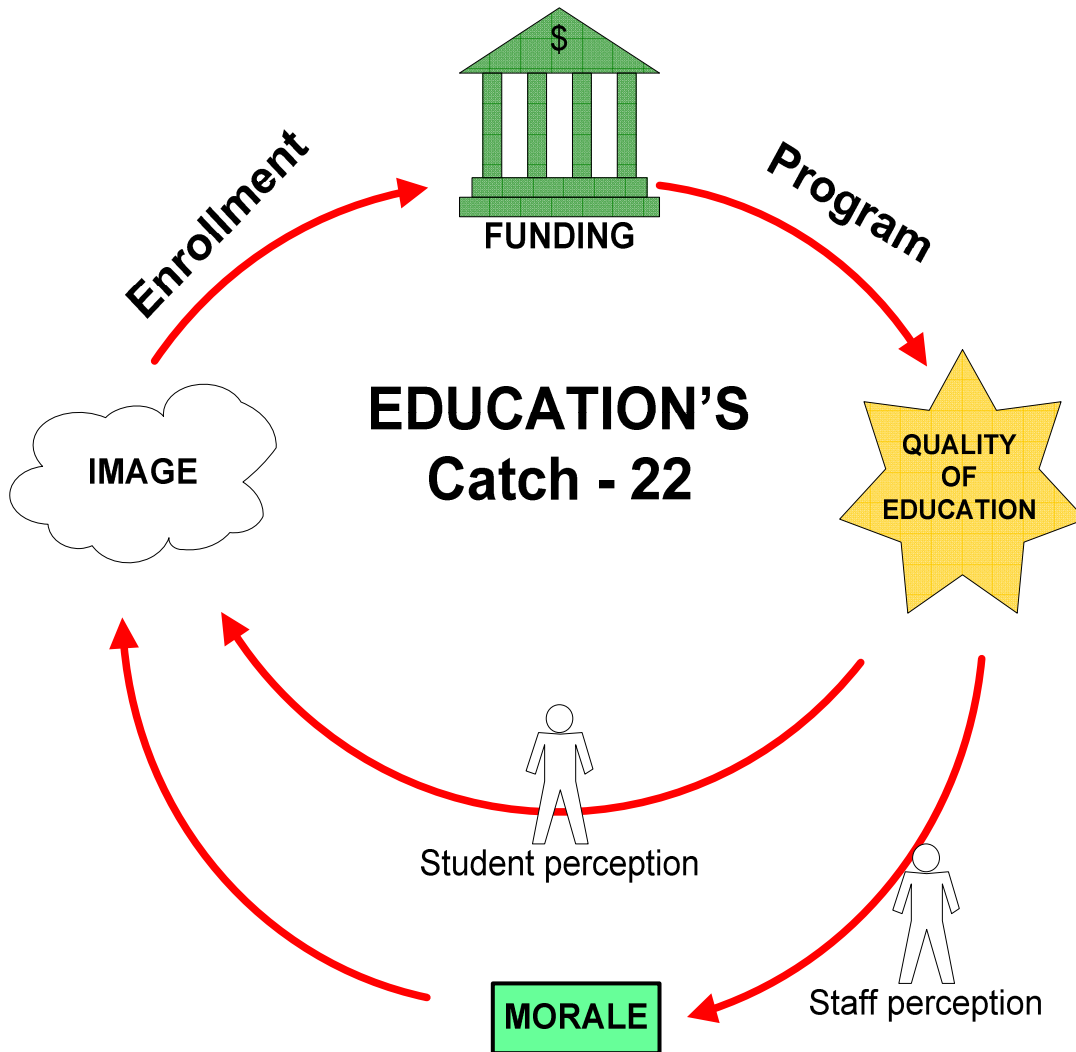 $
FUNDING
Enrollment
Program
EDUCATION'S
Catch - 22
IMAGE
QUALITY
OF
EDUCATION
Student perception
Staff perception
MORALE